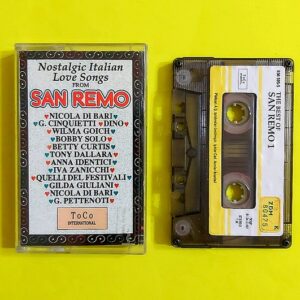 Nostalgic Italian
Love Songs
FROM
SAN REMO
NICOLA DI BARI
G. CINQUETTI ♥ DINO
WILMA GOICH
BOBBY SOLO
BETTY CURTIS
TONY DALLARA
ANNA IDENTICI
IVA ZANICCHI
QUELLI DEL FESTIVALI
GILDA GIULIANI
NICOLA DI BARI
G. PETTENOTI
ToCo
INTERNATIONAL
THE BEST OF
SAN REMO 1